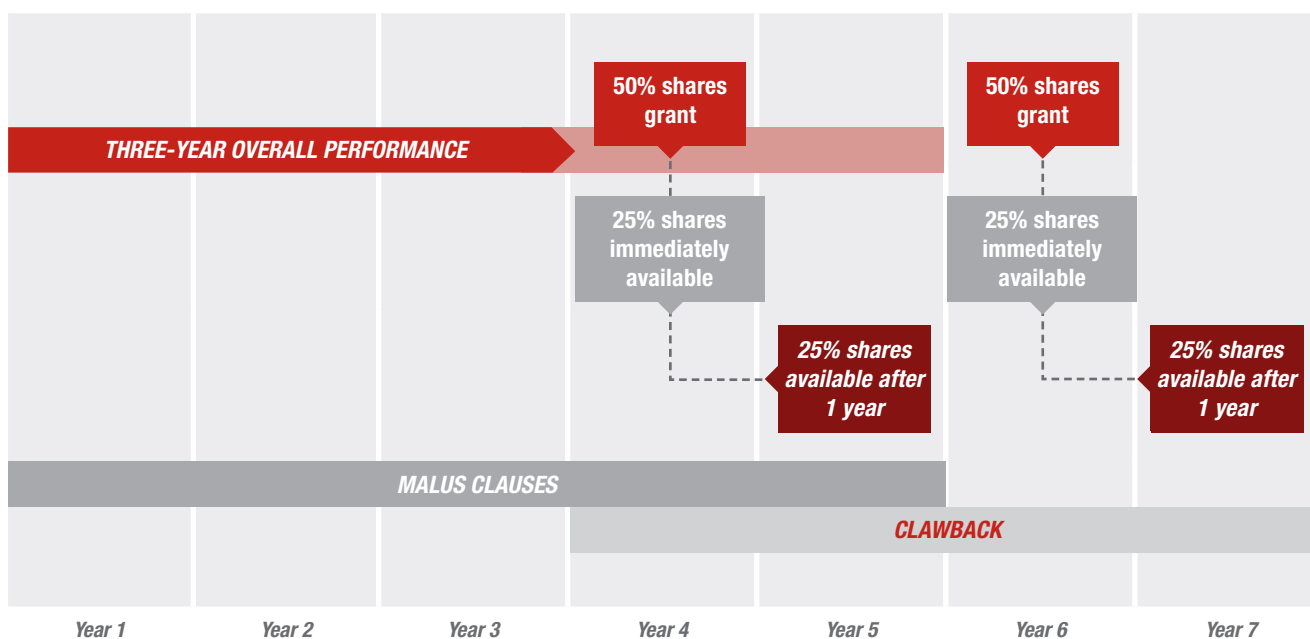 50% shares
grant
50% shares
grant
THREE-YEAR OVERALL PERFORMANCE
25% shares
immediately
available
25% shares
immediately
available
25% shares
available after
1 year
25% shares
available after
1 year
MALUS CLAUSES
CLAWBACK
Year 1
Year 2
Year 3
Year 4
Year 5
Year 6
Year 7